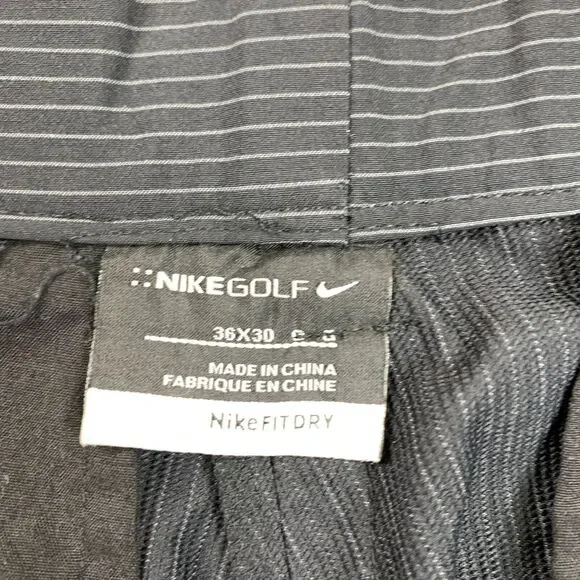 NIKEGOLF
36X30
MADE IN CHINA
FABRIQUE EN CHINE
NikeFITDRY